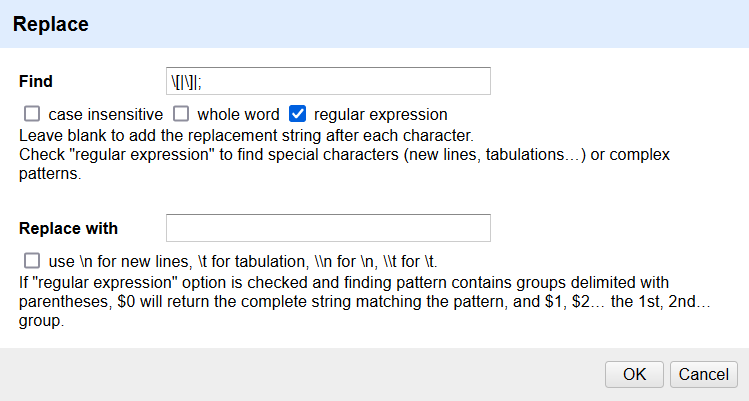 Replace
Find \[|\]|;
case insensitive whole word regular expression
Leave blank to add the replacement string after each character.
Check "regular expression" to find special characters (new lines, tabulations…) or complex
patterns.
Replace with
use \n for new lines, \t for tabulation, \\n for \n, \\t for \t.
If "regular expression" option is checked and finding pattern contains groups delimited with
parentheses, $0 will return the complete string matching the pattern, and $1, $2… the 1st, 2nd…
group.
OK Cancel